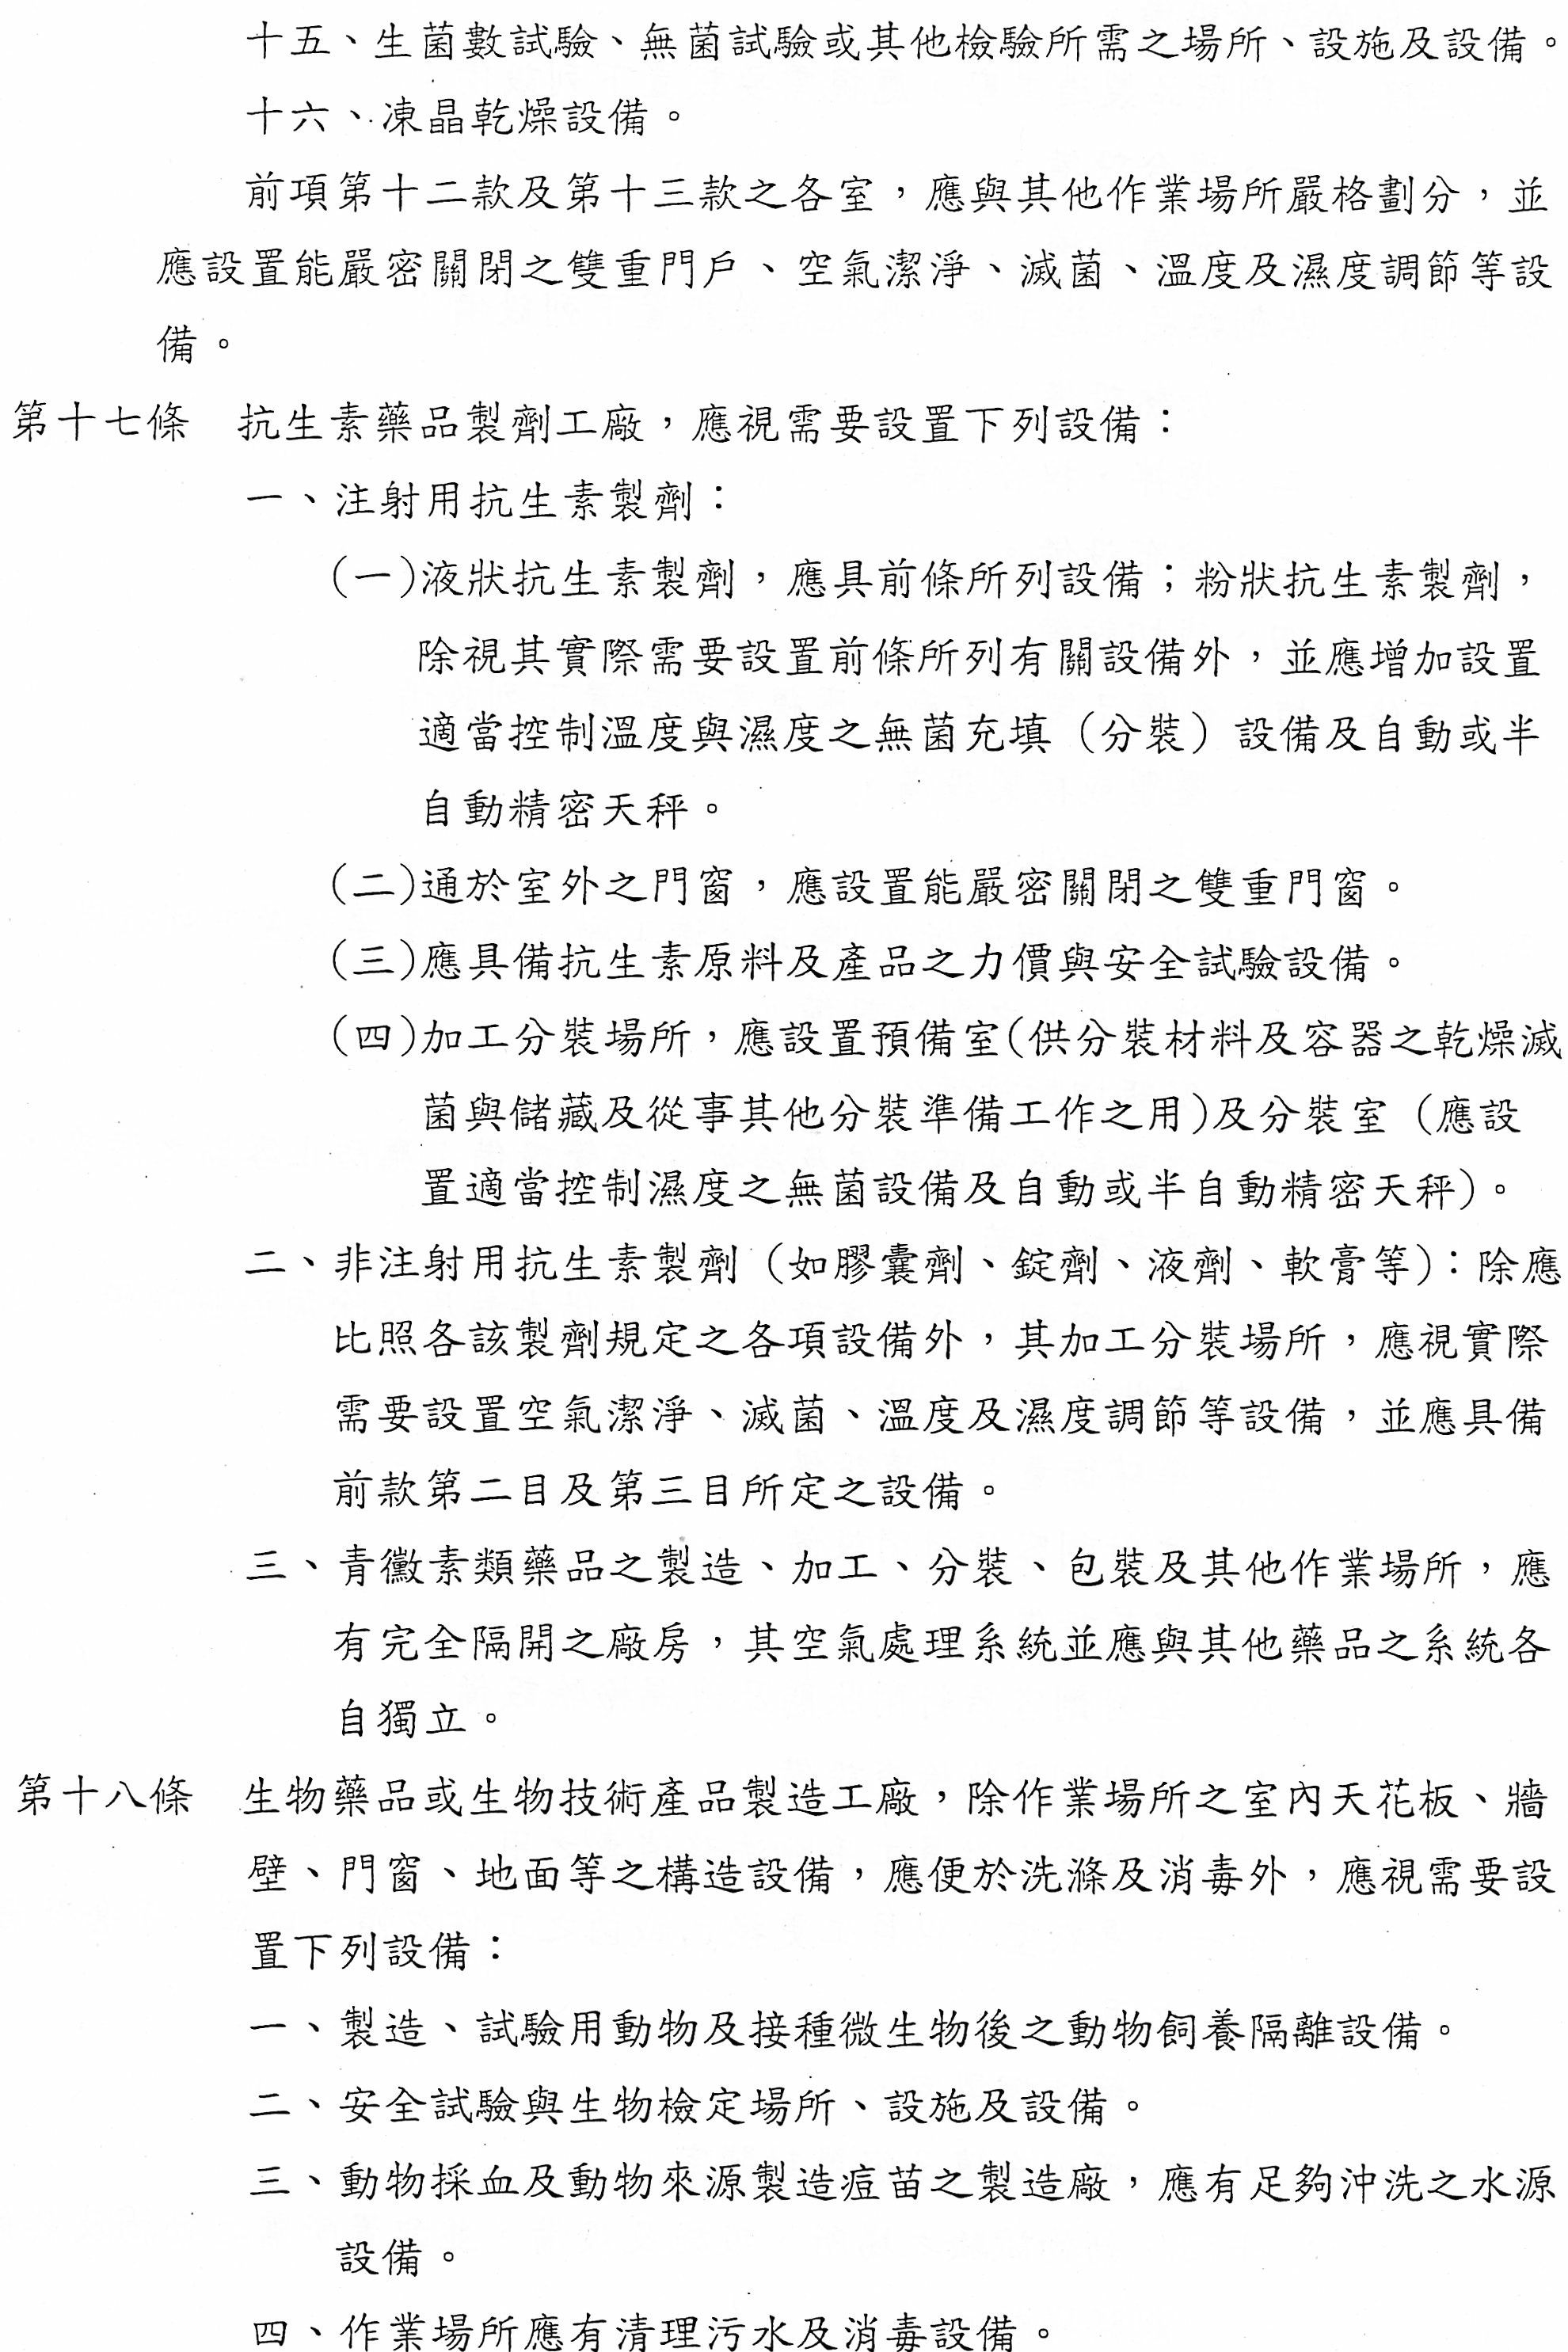 十五、生菌數試驗、無菌試驗或其他檢驗所需之場所、設施及設備。
十六、凍晶乾燥設備。
前項第十二款及第十三款之各室，應與其他作業場所嚴格劃分，並
應設置能嚴密關閉之雙重門戶、空氣潔淨、滅菌、溫度及濕度調節等設
備。
第十七條　抗生素藥品製劑工廠，應視需要設置下列設備：
一、注射用抗生素製劑：
(一)液狀抗生素製劑，應具前條所列設備；粉狀抗生素製劑，
除視其實際需要設置前條所列有關設備外，並應增加設置
適當控制溫度與濕度之無菌充填（分裝）設備及自動或半
自動精密天秤。
(二)通於室外之門窗，應設置能嚴密關閉之雙重門窗。
(三)應具備抗生素原料及產品之力價與安全試驗設備。
(四)加工分裝場所，應設置預備室(供分裝材料及容器之乾燥滅
菌與儲藏及從事其他分裝準備工作之用)及分裝室（應設
置適當控制濕度之無菌設備及自動或半自動精密天秤)。
二、非注射用抗生素製劑（如膠囊劑、錠劑、液劑、軟膏等)：除應
比照各該製劑規定之各項設備外，其加工分裝場所，應視實際
需要設置空氣潔淨、滅菌、溫度及濕度調節等設備，並應具備
前款第二目及第三目所定之設備。
三、青黴素類藥品之製造、加工、分裝、包裝及其他作業場所，應
有完全隔開之廠房，其空氣處理系統並應與其他藥品之系統各
自獨立。
第十八條　生物藥品或生物技術產品製造工廠，除作業場所之室內天花板、牆
壁、門窗、地面等之構造設備，應便於洗滌及消毒外，應視需要設
置下列設備：
一、製造、試驗用動物及接種微生物後之動物飼養隔離設備。
二、安全試驗與生物檢定場所、設施及設備。
三、動物採血及動物來源製造痘苗之製造廠，應有足夠沖洗之水源
設備。
四、作業場所應有清理污水及消毒設備。